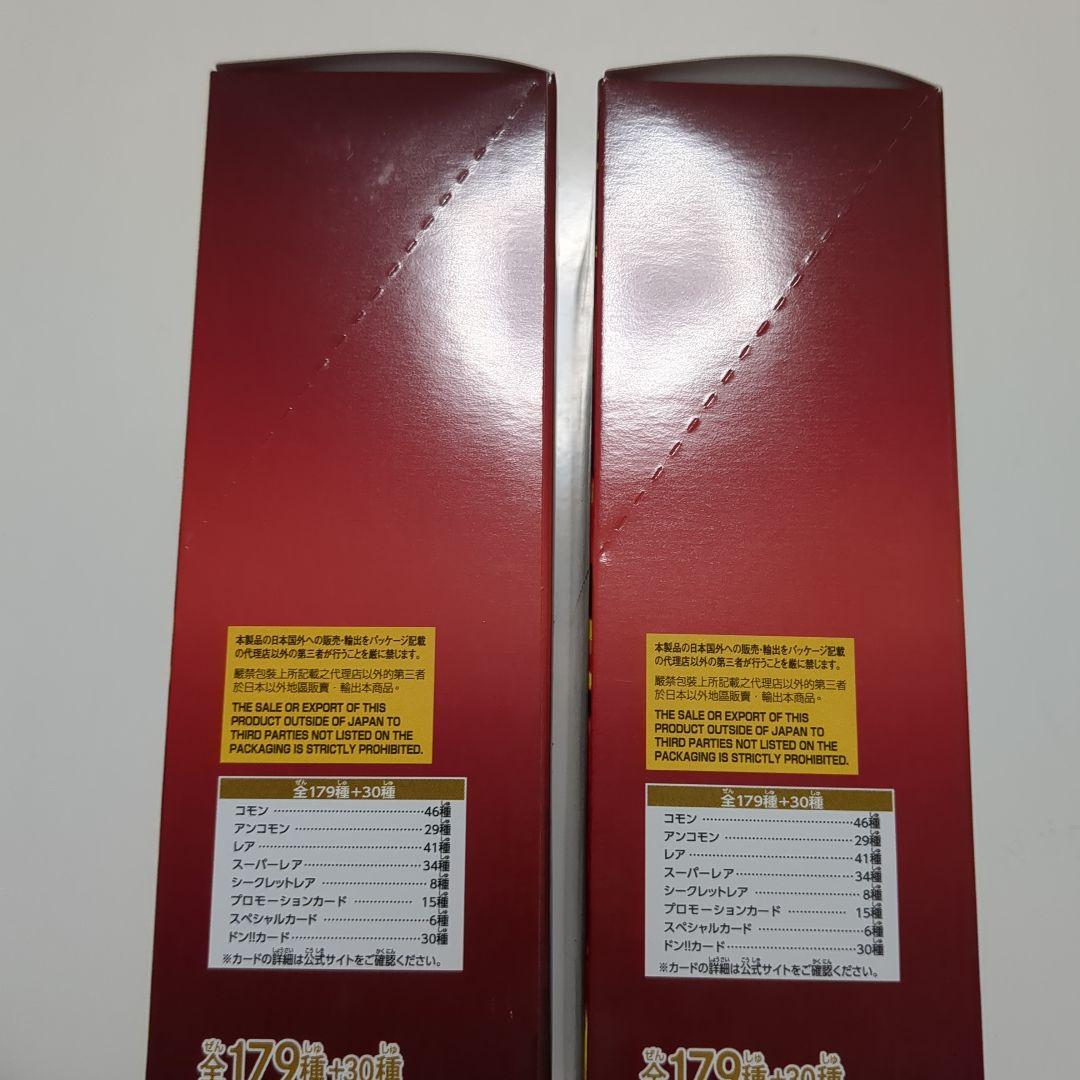 本製品の日本国外への販売・輸出をパッケージ記載
の代理店以外の第三者が行うことを厳に禁じます。
嚴禁包裝上所記載之代理店以外的第三者
於日本以外地區販賣・輸出本商品。
THE SALE OR EXPORT OF THIS
PRODUCT OUTSIDE OF JAPAN TO
THIRD PARTIES NOT LISTED ON THE
PACKAGING IS STRICTLY PROHIBITED.
全179種+30種
コモン 46種
アンコモン 29種
レア 41種
スーパーレア 34種
シークレットレア 8種
プロモーションカード 15種
スペシャルカード 6種
ドン!!カード 30種
※カードの詳細は公式サイトをご確認ください。
全179種+30種
本製品の日本国外への販売・輸出をパッケージ記載
の代理店以外の第三者が行うことを厳に禁じます。
嚴禁包裝上所記載之代理店以外的第三者
於日本以外地區販賣・輸出本商品。
THE SALE OR EXPORT OF THIS
PRODUCT OUTSIDE OF JAPAN TO
THIRD PARTIES NOT LISTED ON THE
PACKAGING IS STRICTLY PROHIBITED.
全179種+30種
コモン 46種
アンコモン 29種
レア 41種
スーパーレア 34種
シークレットレア 8種
プロモーションカード 15種
スペシャルカード 6種
ドン!!カード 30種
※カードの詳細は公式サイトをご確認ください。
全179種+30種